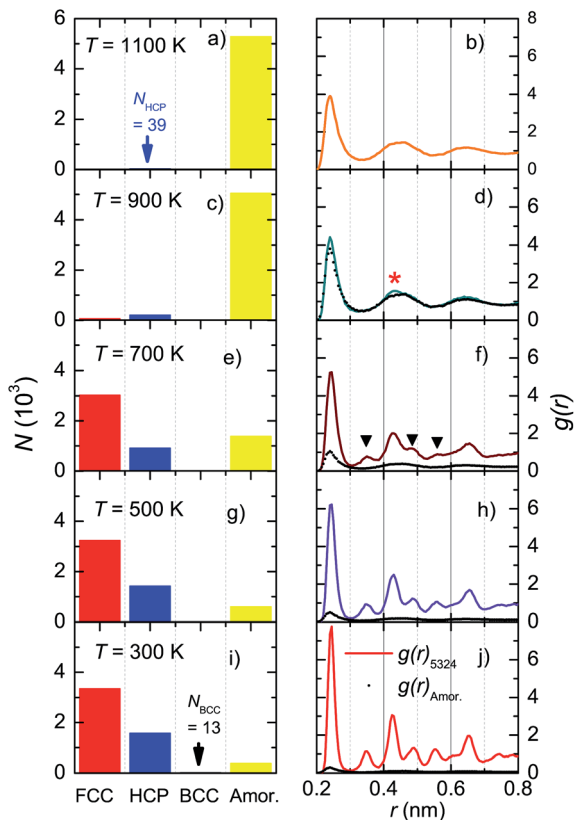 6
4
2
0
T = 1100 K
a)
N_HCP
= 39
b)
8
6
4
2
0
T = 900 K
c)
4
2
0
d)
*
6
4
2
0
T = 700 K
e)
4
2
0
f)
6
4
2
0
T = 500 K
g)
4
2
0
h)
6
4
2
0
T = 300 K
i)
N_BCC
= 13
4
2
0
FCC HCP BCC Amor.
j)
g(r)_5324
g(r)_Amor.
6
4
2
0
0.2 0.4 0.6 0.8
r (nm)
N (10³)
g(r)